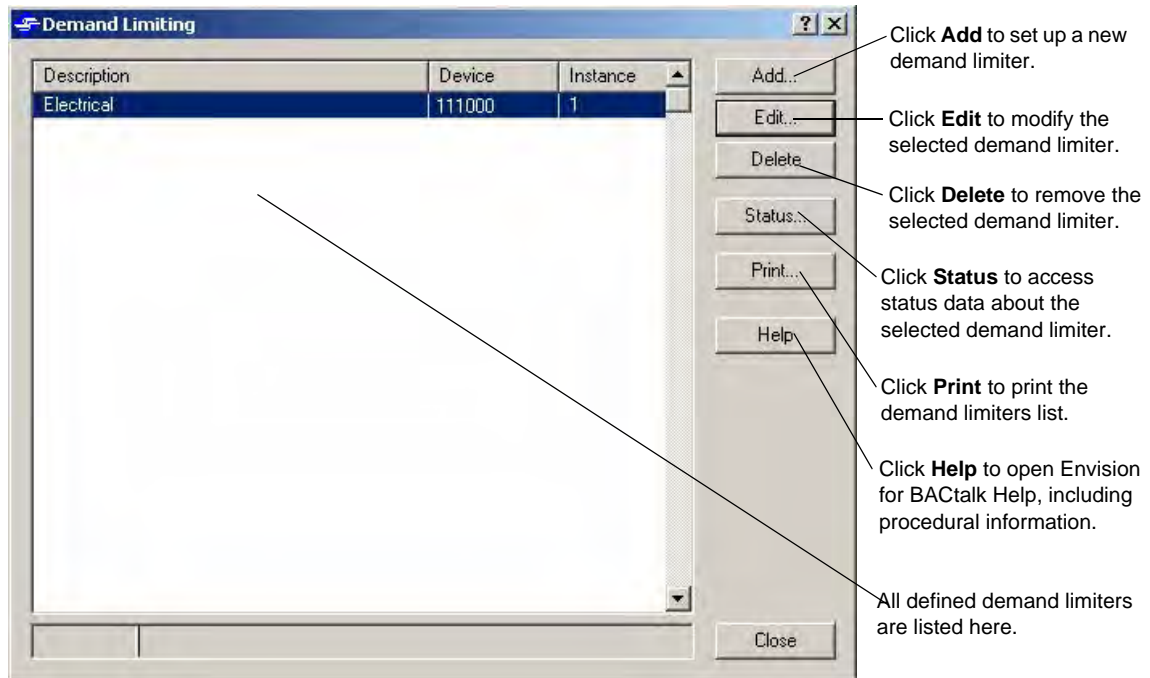 Demand Limiting
Description Device Instance
Electrical 111000 1
Add...
Edit...
Delete
Status...
Print...
Help
Close
Click Add to set up a new
demand limiter.
Click Edit to modify the
selected demand limiter.
Click Delete to remove the
selected demand limiter.
Click Status to access
status data about the
selected demand limiter.
Click Print to print the
demand limiters list.
Click Help to open Envision
for BACtalk Help, including
procedural information.
All defined demand limiters
are listed here.